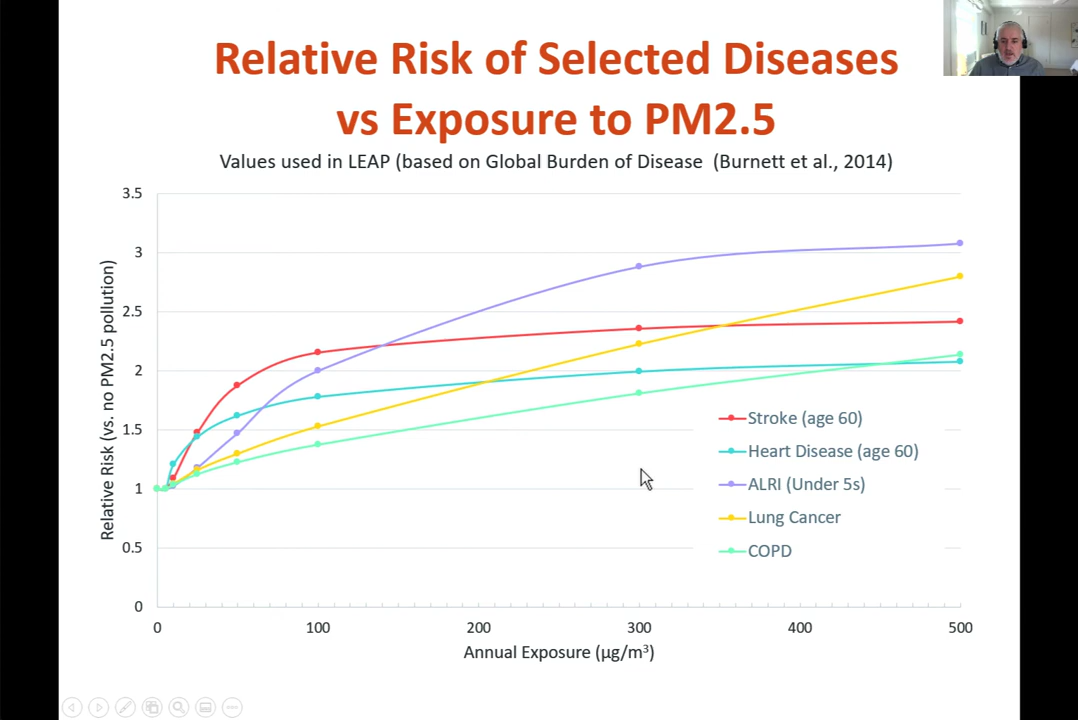 Relative Risk of Selected Diseases
vs Exposure to PM2.5
Values used in LEAP (based on Global Burden of Disease (Burnett et al., 2014)
Relative Risk (vs. no PM2.5 pollution)
3.5
3
2.5
2
1.5
1
0.5
0
0 100 200 300 400 500
Annual Exposure (µg/m³)
Stroke (age 60)
Heart Disease (age 60)
ALRI (Under 5s)
Lung Cancer
COPD